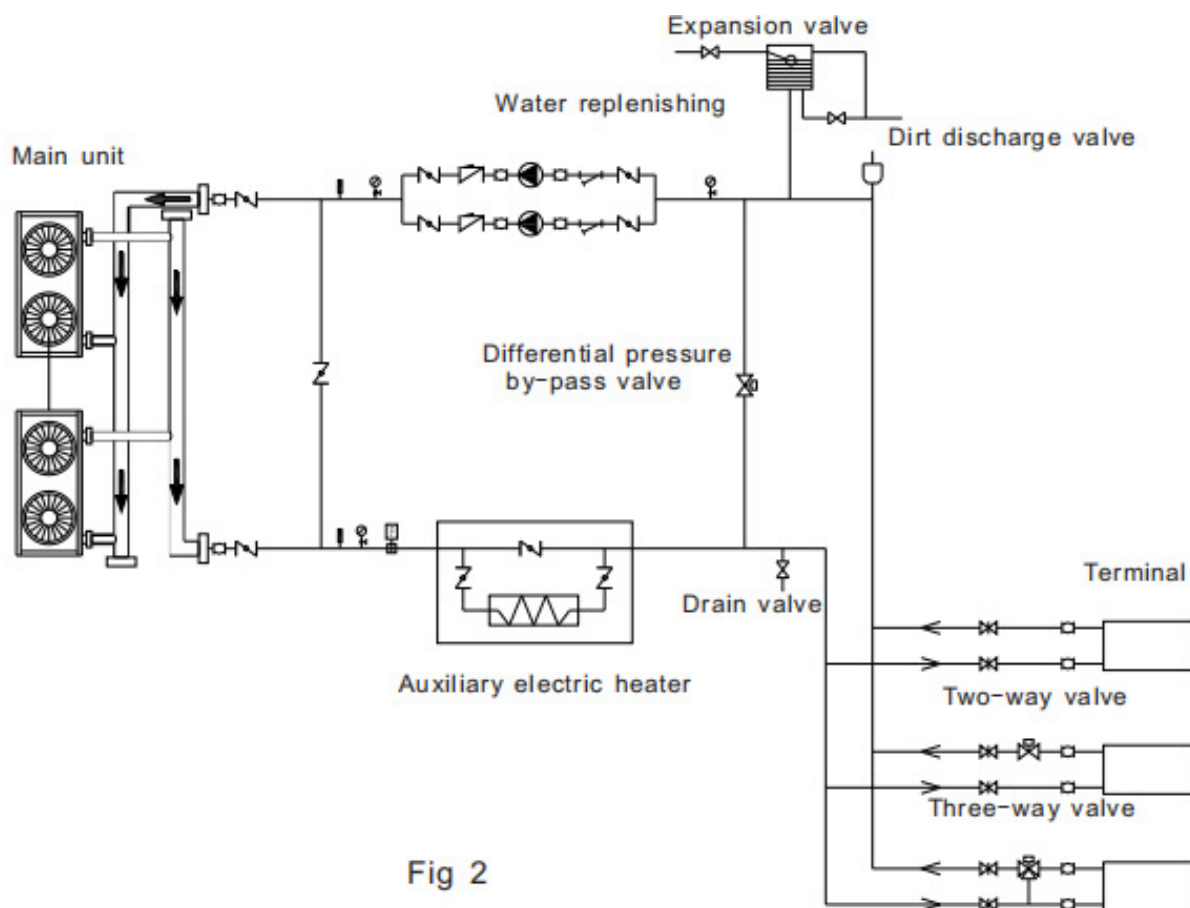 Expansion valve
Water replenishing
Dirt discharge valve
Main unit
Differential pressure
by-pass valve
Drain valve
Terminal
Auxiliary electric heater
Two-way valve
Three-way valve
Fig 2